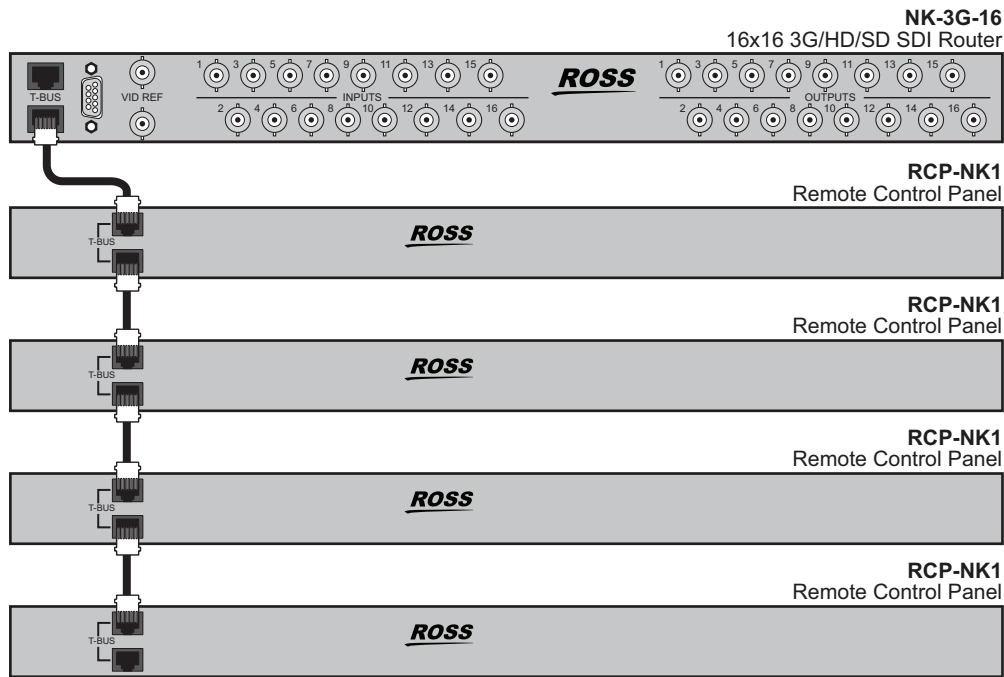 NK-3G-16
16x16 3G/HD/SD SDI Router
1 3 5 7 9 11 13 15
1 3 5 7 9 11 13 15
T-BUS
VID REF
INPUTS
ROSS
OUTPUTS
2 4 6 8 10 12 14 16
2 4 6 8 10 12 14 16
RCP-NK1
Remote Control Panel
T-BUS
ROSS
RCP-NK1
Remote Control Panel
T-BUS
ROSS
RCP-NK1
Remote Control Panel
T-BUS
ROSS
RCP-NK1
Remote Control Panel
T-BUS
ROSS